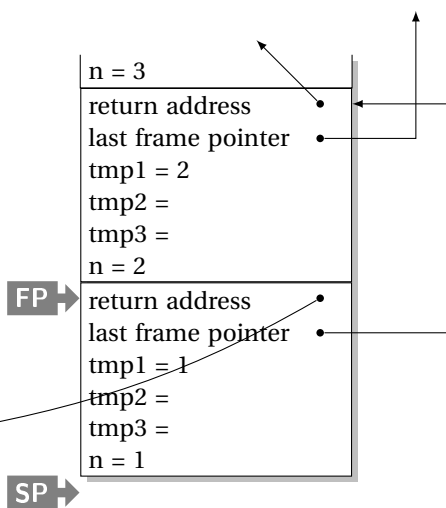 n = 3
return address
last frame pointer
tmp1 = 2
tmp2 =
tmp3 =
n = 2
FP
return address
last frame pointer
tmp1 = 1
tmp2 =
tmp3 =
n = 1
SP